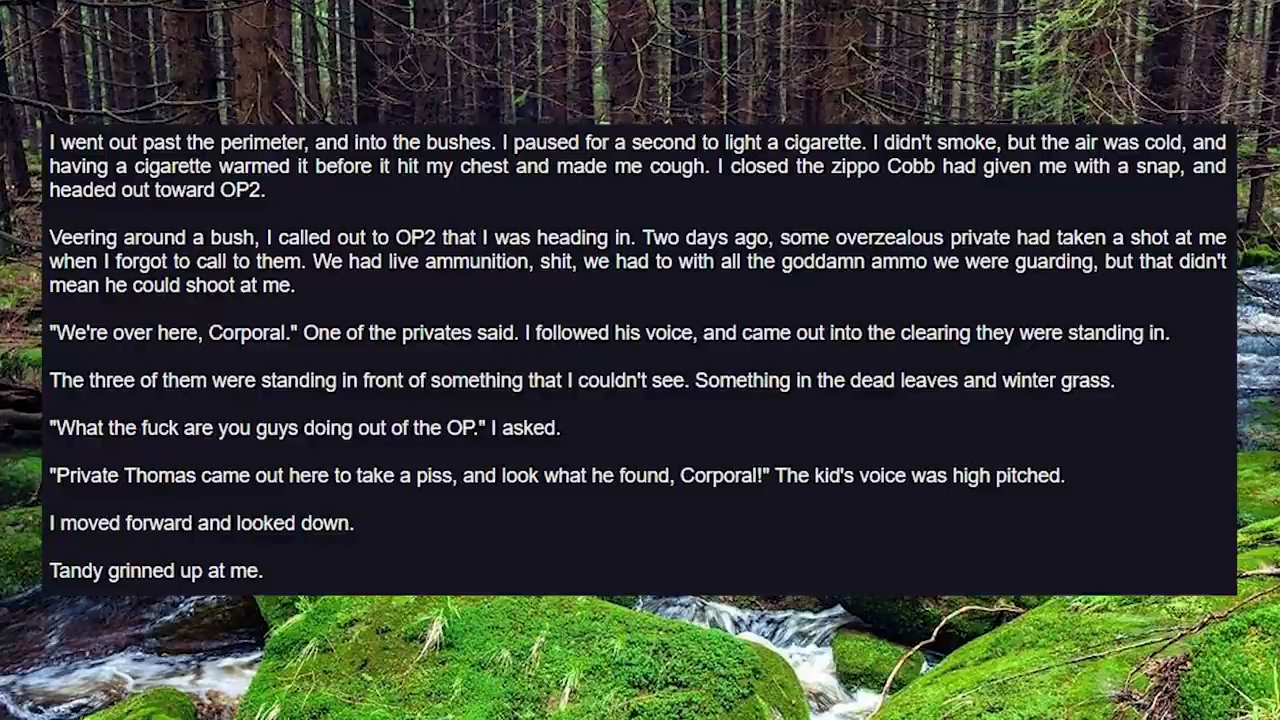 I went out past the perimeter, and into the bushes. I paused for a second to light a cigarette. I didn't smoke, but the air was cold, and
having a cigarette warmed it before it hit my chest and made me cough. I closed the zippo Cobb had given me with a snap, and
headed out toward OP2.
Veering around a bush, I called out to OP2 that I was heading in. Two days ago, some overzealous private had taken a shot at me
when I forgot to call to them. We had live ammunition, shit, we had to with all the goddamn ammo we were guarding, but that didn't
mean he could shoot at me.
"We're over here, Corporal." One of the privates said. I followed his voice, and came out into the clearing they were standing in.
The three of them were standing in front of something that I couldn't see. Something in the dead leaves and winter grass.
"What the fuck are you guys doing out of the OP." I asked.
"Private Thomas came out here to take a piss, and look what he found, Corporal!" The kid's voice was high pitched.
I moved forward and looked down.
Tandy grinned up at me.